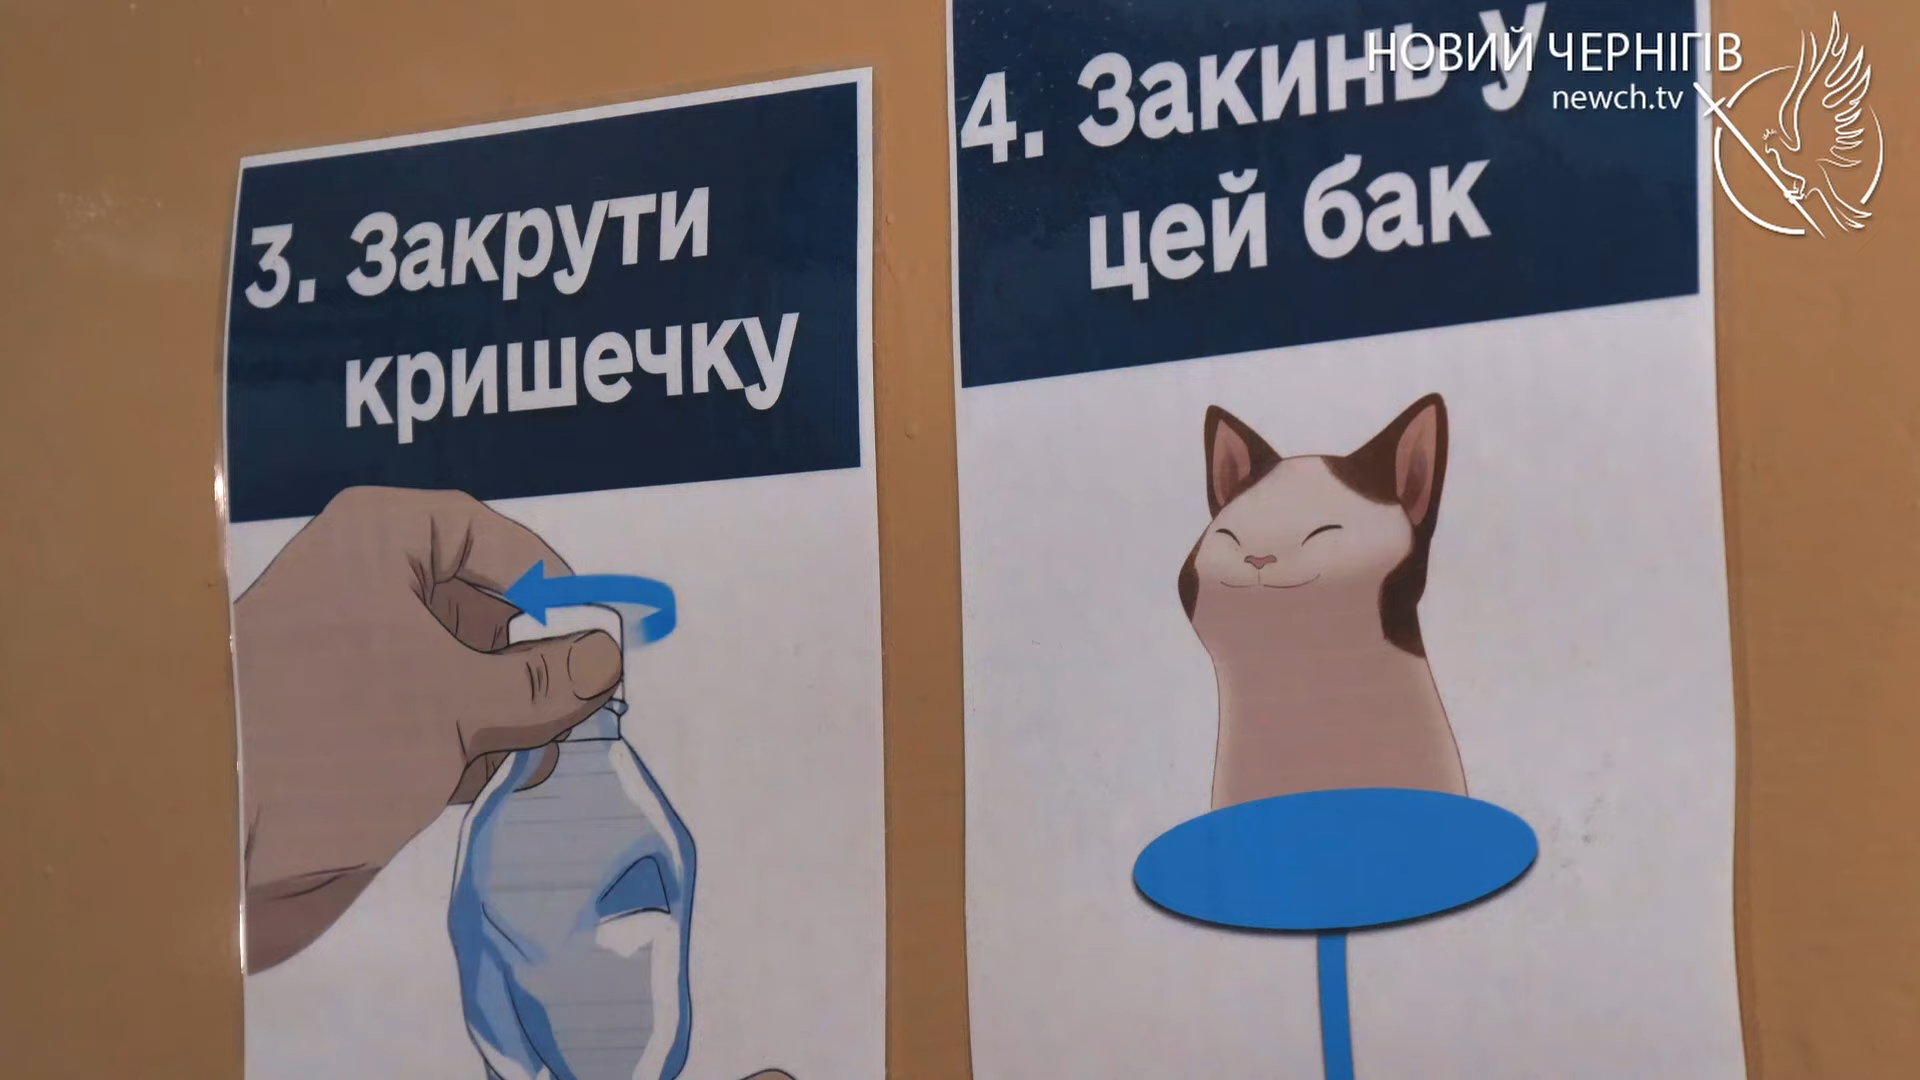 3. Закрути
кришечку
4. Закинь у
цей бак
НОВИЙ ЧЕРНІГІВ
newch.tv